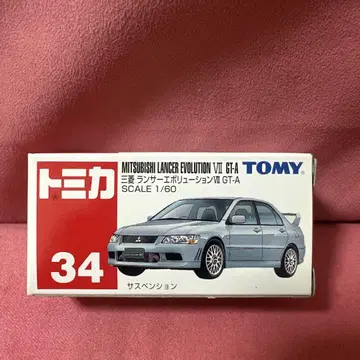 トミカ
34
MITSUBISHI LANCER EVOLUTION Ⅶ GT-A
三菱 ランサーエボリューションⅦ GT-A
SCALE 1/60
TOMY
サスペンション